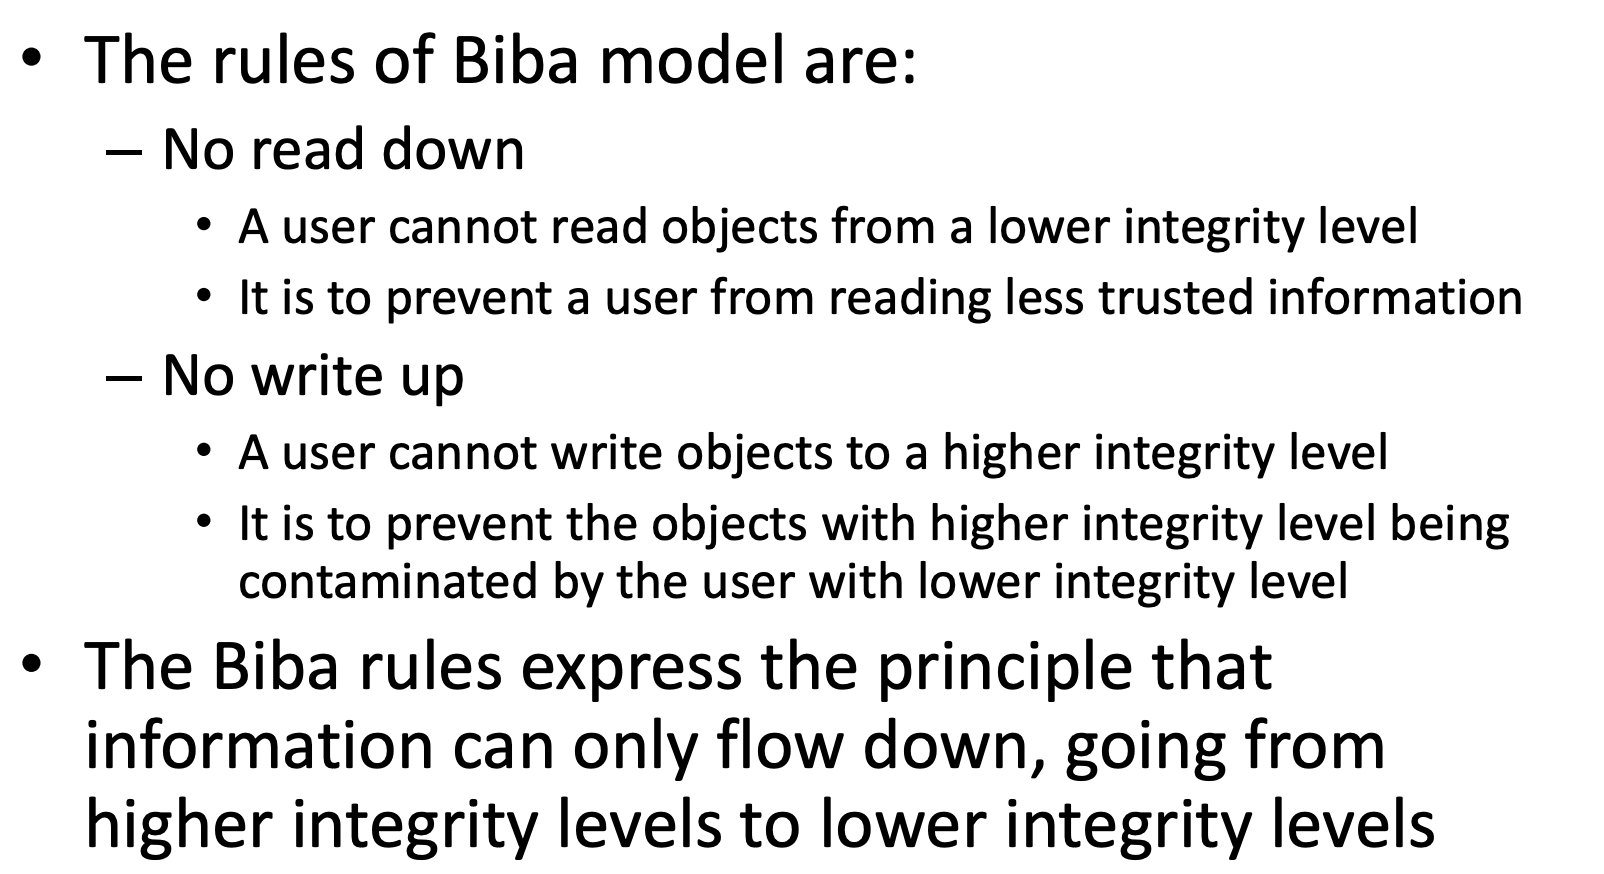 • The rules of Biba model are:
– No read down
• A user cannot read objects from a lower integrity level
• It is to prevent a user from reading less trusted information
– No write up
• A user cannot write objects to a higher integrity level
• It is to prevent the objects with higher integrity level being
contaminated by the user with lower integrity level
• The Biba rules express the principle that
information can only flow down, going from
higher integrity levels to lower integrity levels